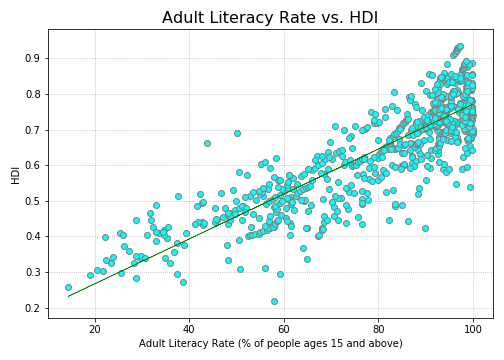 Adult Literacy Rate vs. HDI
0.9
0.8
0.7
0.6
0.5
0.4
0.3
0.2
HDI
20 40 60 80 100
Adult Literacy Rate (% of people ages 15 and above)